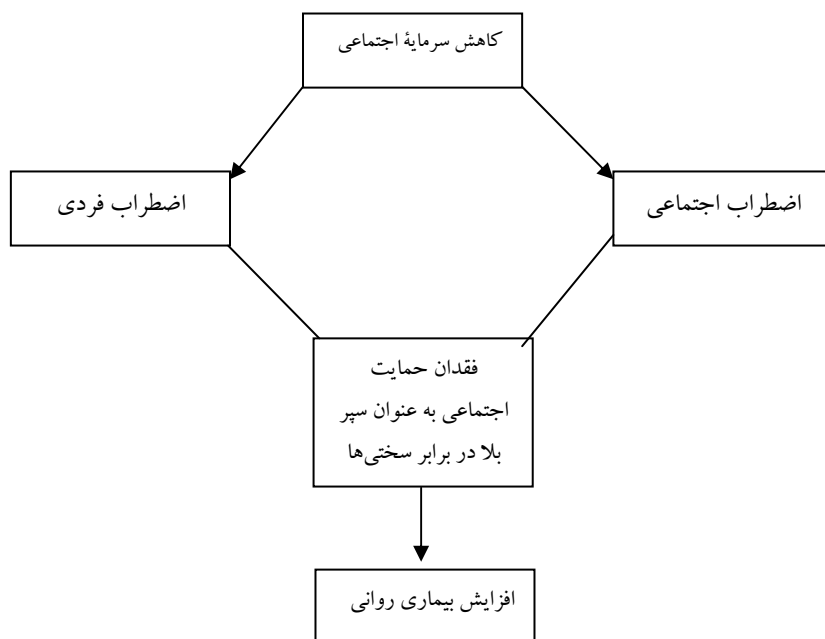 کاهش سرمایۀ اجتماعی
اضطراب اجتماعی
اضطراب فردی
فقدان حمایت
اجتماعی به عنوان سپر
بلا در برابر سختی‌ها
افزایش بیماری روانی